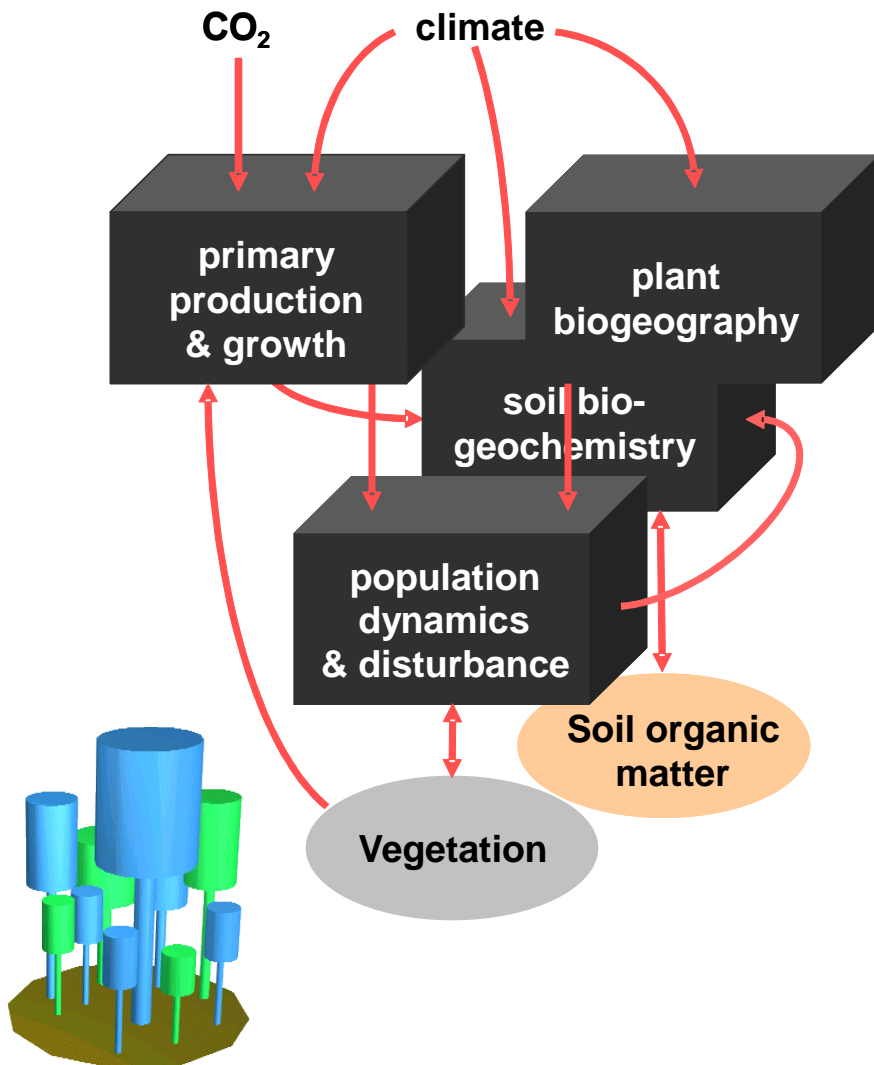 CO₂
climate
primary
production
& growth
plant
biogeography
soil bio-
geochemistry
population
dynamics
& disturbance
Soil organic
matter
Vegetation